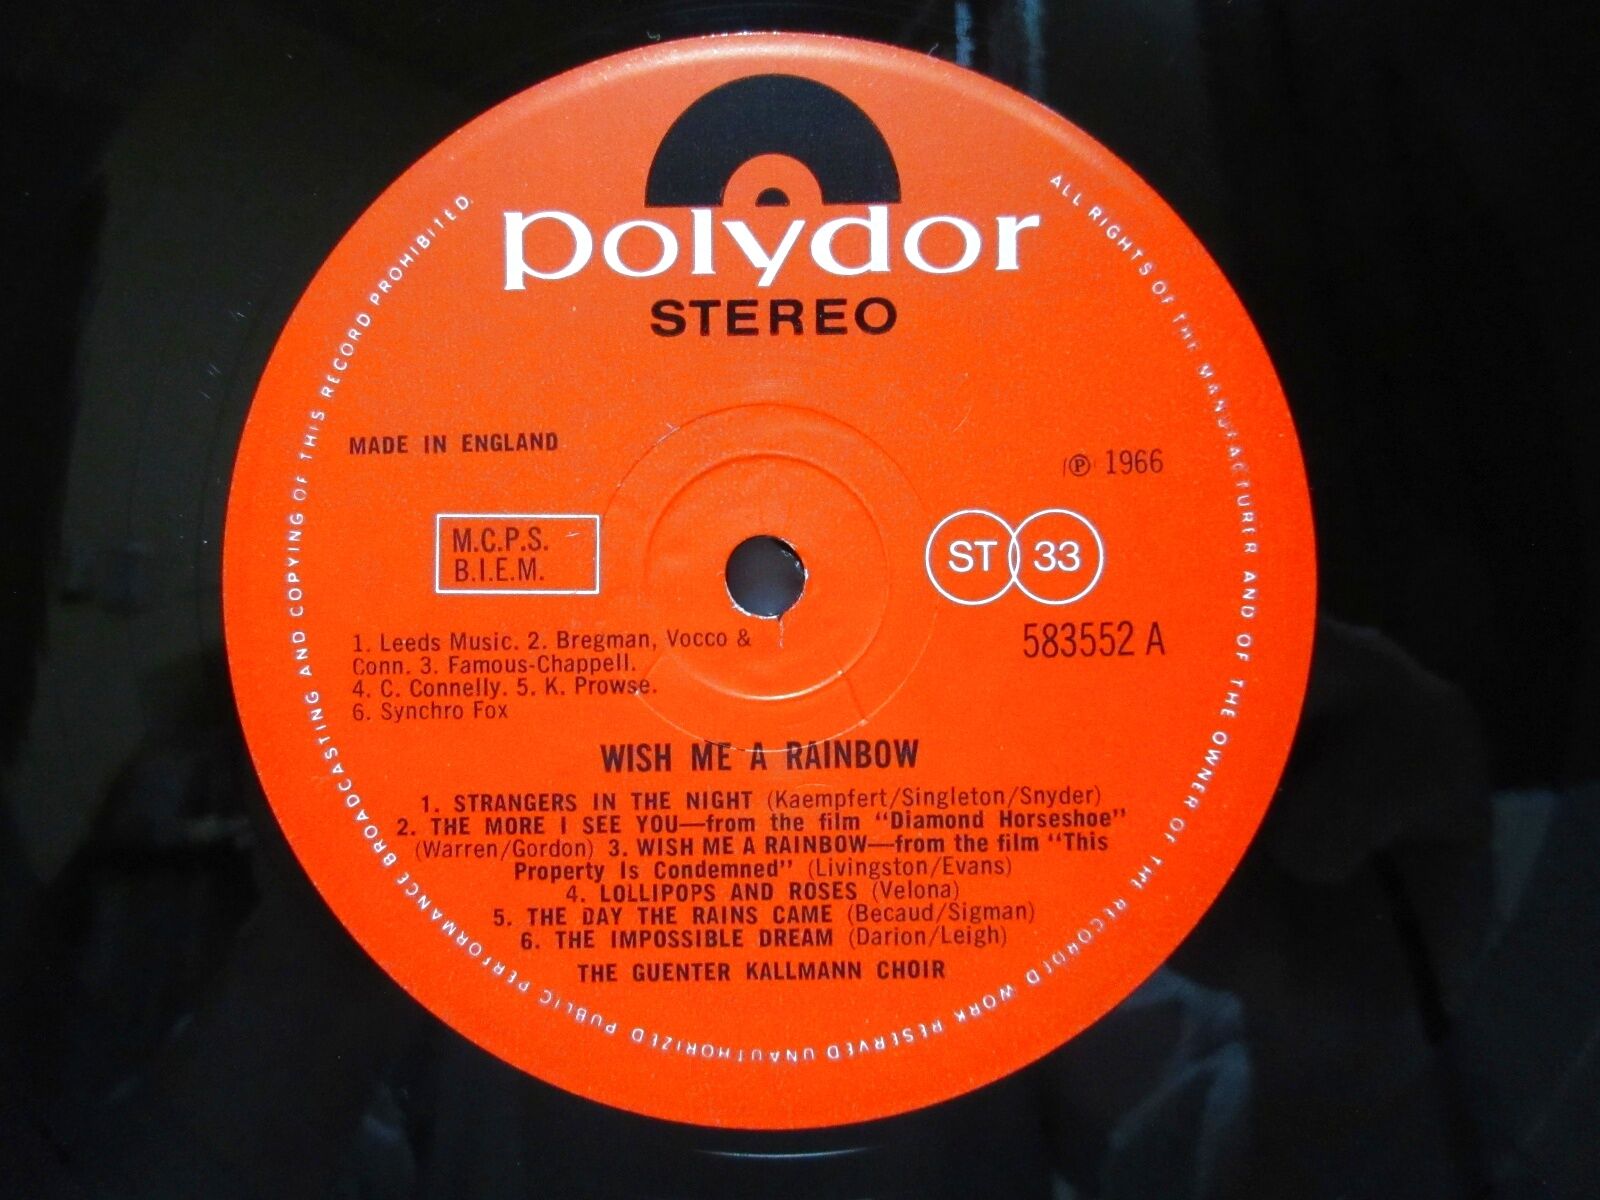 polydor
STEREO
MADE IN ENGLAND
℗ 1966
M.C.P.S.
B.I.E.M.
ST 33
583552 A
1. Leeds Music. 2. Bregman, Vocco &
Conn. 3. Famous-Chappell.
4. C. Connelly. 5. K. Prowse.
6. Synchro Fox
WISH ME A RAINBOW
1. STRANGERS IN THE NIGHT (Kaempfert/Singleton/Snyder)
2. THE MORE I SEE YOU—from the film "Diamond Horseshoe"
(Warren/Gordon) 3. WISH ME A RAINBOW—from the film "This
Property Is Condemned" (Livingston/Evans)
4. LOLLIPOPS AND ROSES (Velona)
5. THE DAY THE RAINS CAME (Becaud/Sigman)
6. THE IMPOSSIBLE DREAM (Darion/Leigh)
THE GUENTER KALLMANN CHOIR
ALL RIGHTS OF THE MANUFACTURER AND OF THE OWNER OF THE RECORDED WORK RESERVED UNAUTHORIZED PUBLIC PERFORMANCE BROADCASTING AND COPYING OF THIS RECORD PROHIBITED.